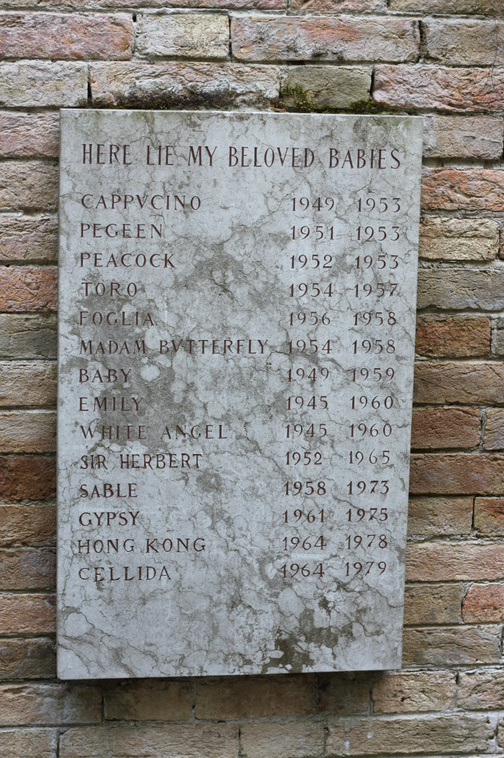 HERE LIE MY BELOVED BABIES
CAPPVCINO 1949 1953
PEGEEN 1951 1953
PEACOCK 1952 1953
TORO 1954 1957
FOGLIA 1956 1958
MADAM BVTTERFLY 1954 1958
BABY 1949 1959
EMILY 1945 1960
WHITE ANGEL 1945 1960
SIR HERBERT 1952 1965
SABLE 1958 1973
GYPSY 1961 1975
HONG KONG 1964 1978
CELLIDA 1964 1979